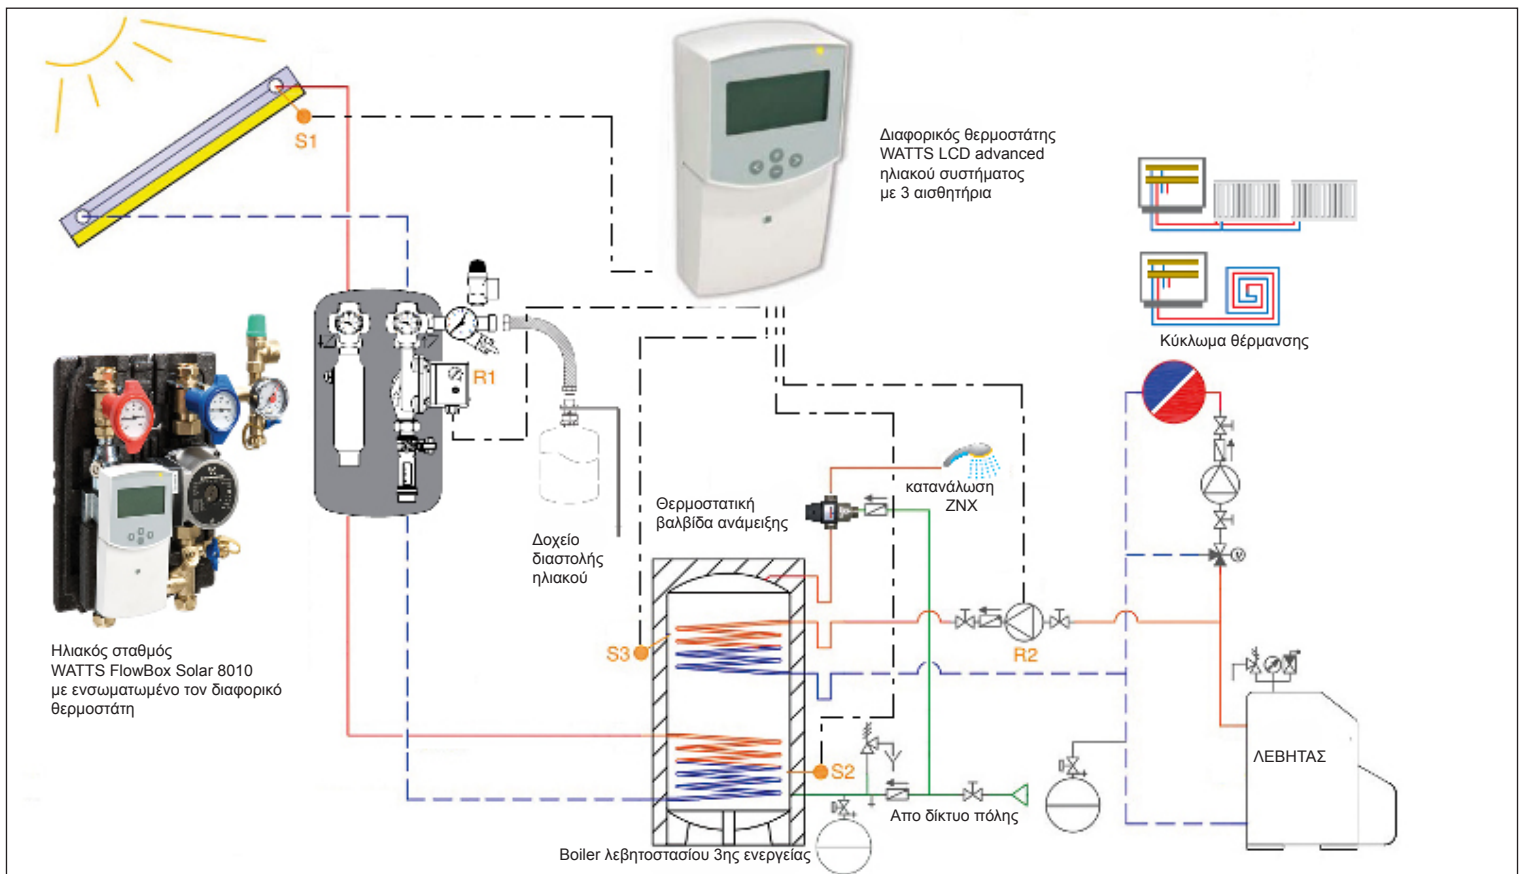 S1
Διαφορικός θερμοστάτης
WATTS LCD advanced
ηλιακού συστήματος
με 3 αισθητήρια
Κύκλωμα θέρμανσης
R1
κατανάλωση
ΖΝΧ
Θερμοστατική
βαλβίδα ανάμειξης
Δοχείο
διαστολής
ηλιακού
Ηλιακός σταθμός
WATTS FlowBox Solar 8010
με ενσωματωμένο τον διαφορικό
θερμοστάτη
S3
R2
S2
ΛΕΒΗΤΑΣ
Απο δίκτυο πόλης
Boiler λεβητοστασίου 3ης ενεργείας